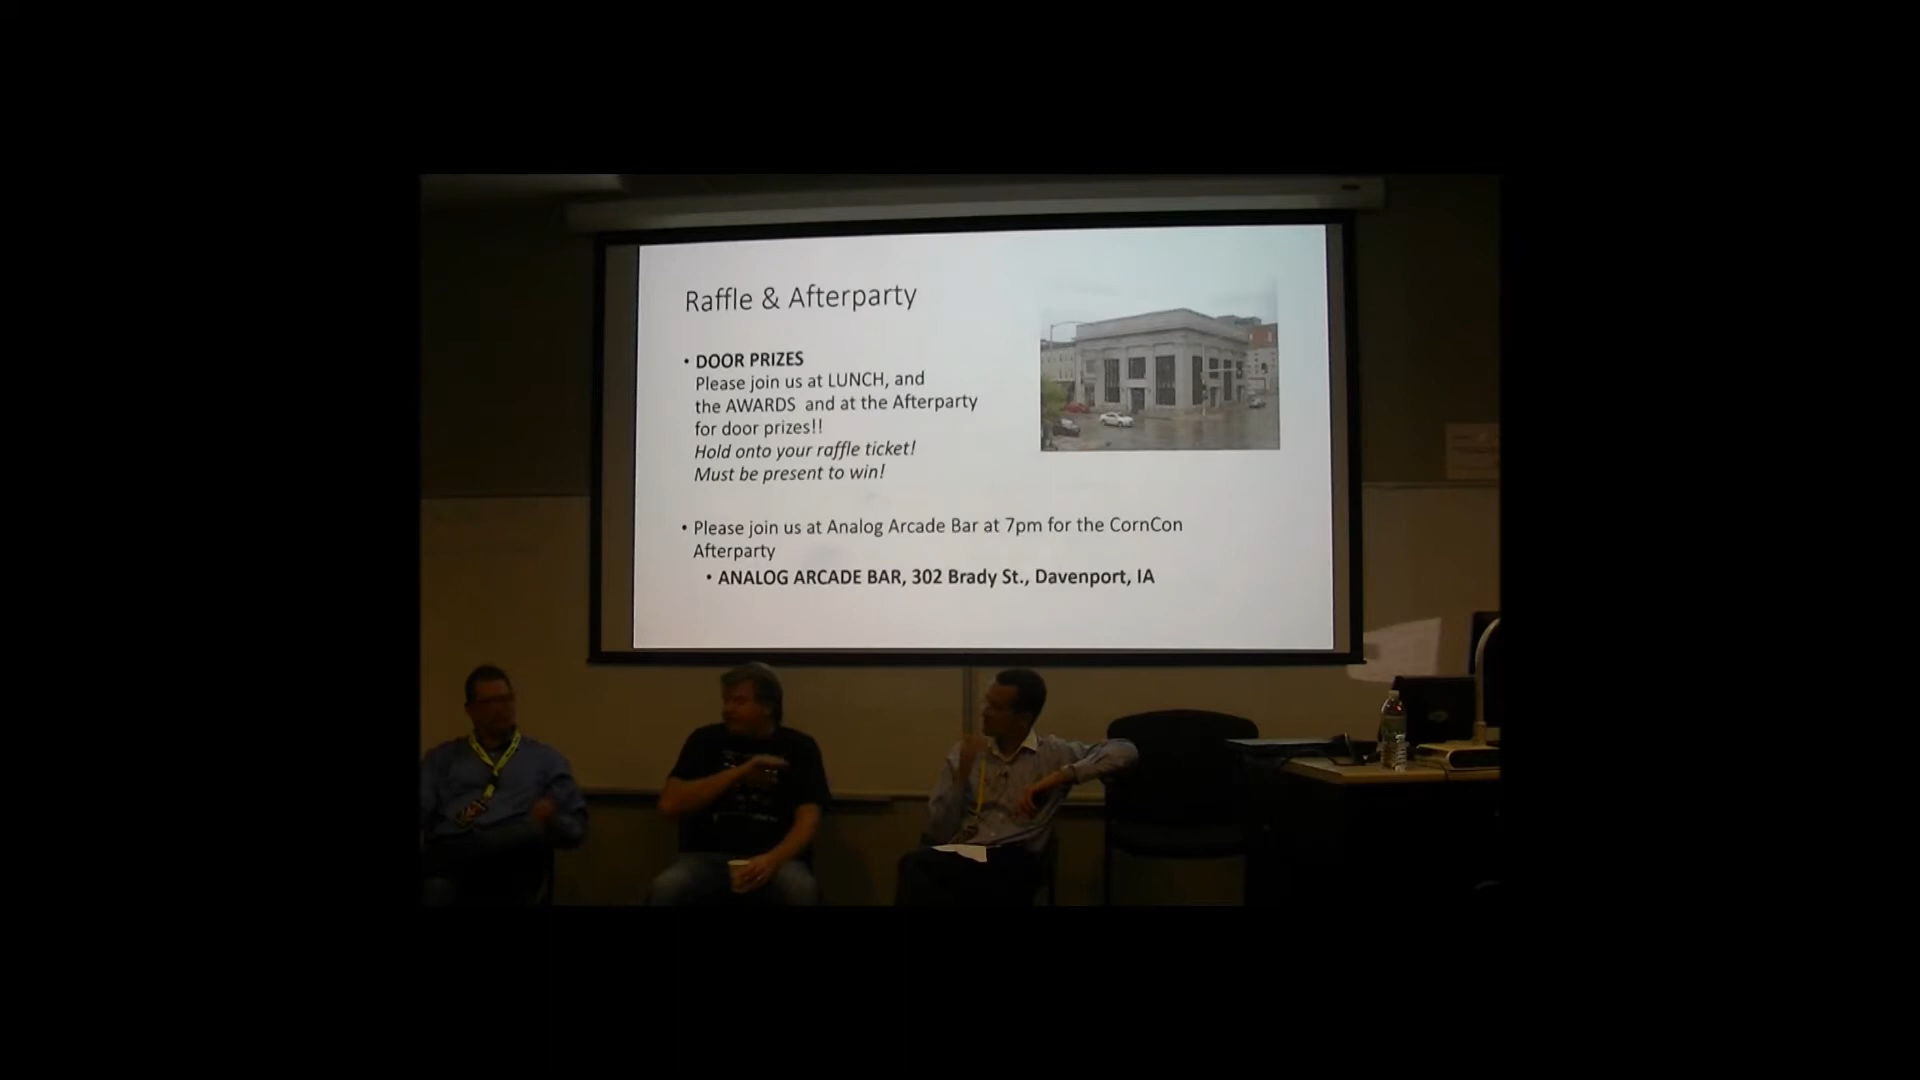 Raffle & Afterparty
• DOOR PRIZES
Please join us at LUNCH, and
the AWARDS and at the Afterparty
for door prizes!!
Hold onto your raffle ticket!
Must be present to win!
• Please join us at Analog Arcade Bar at 7pm for the CornCon
Afterparty
• ANALOG ARCADE BAR, 302 Brady St., Davenport, IA